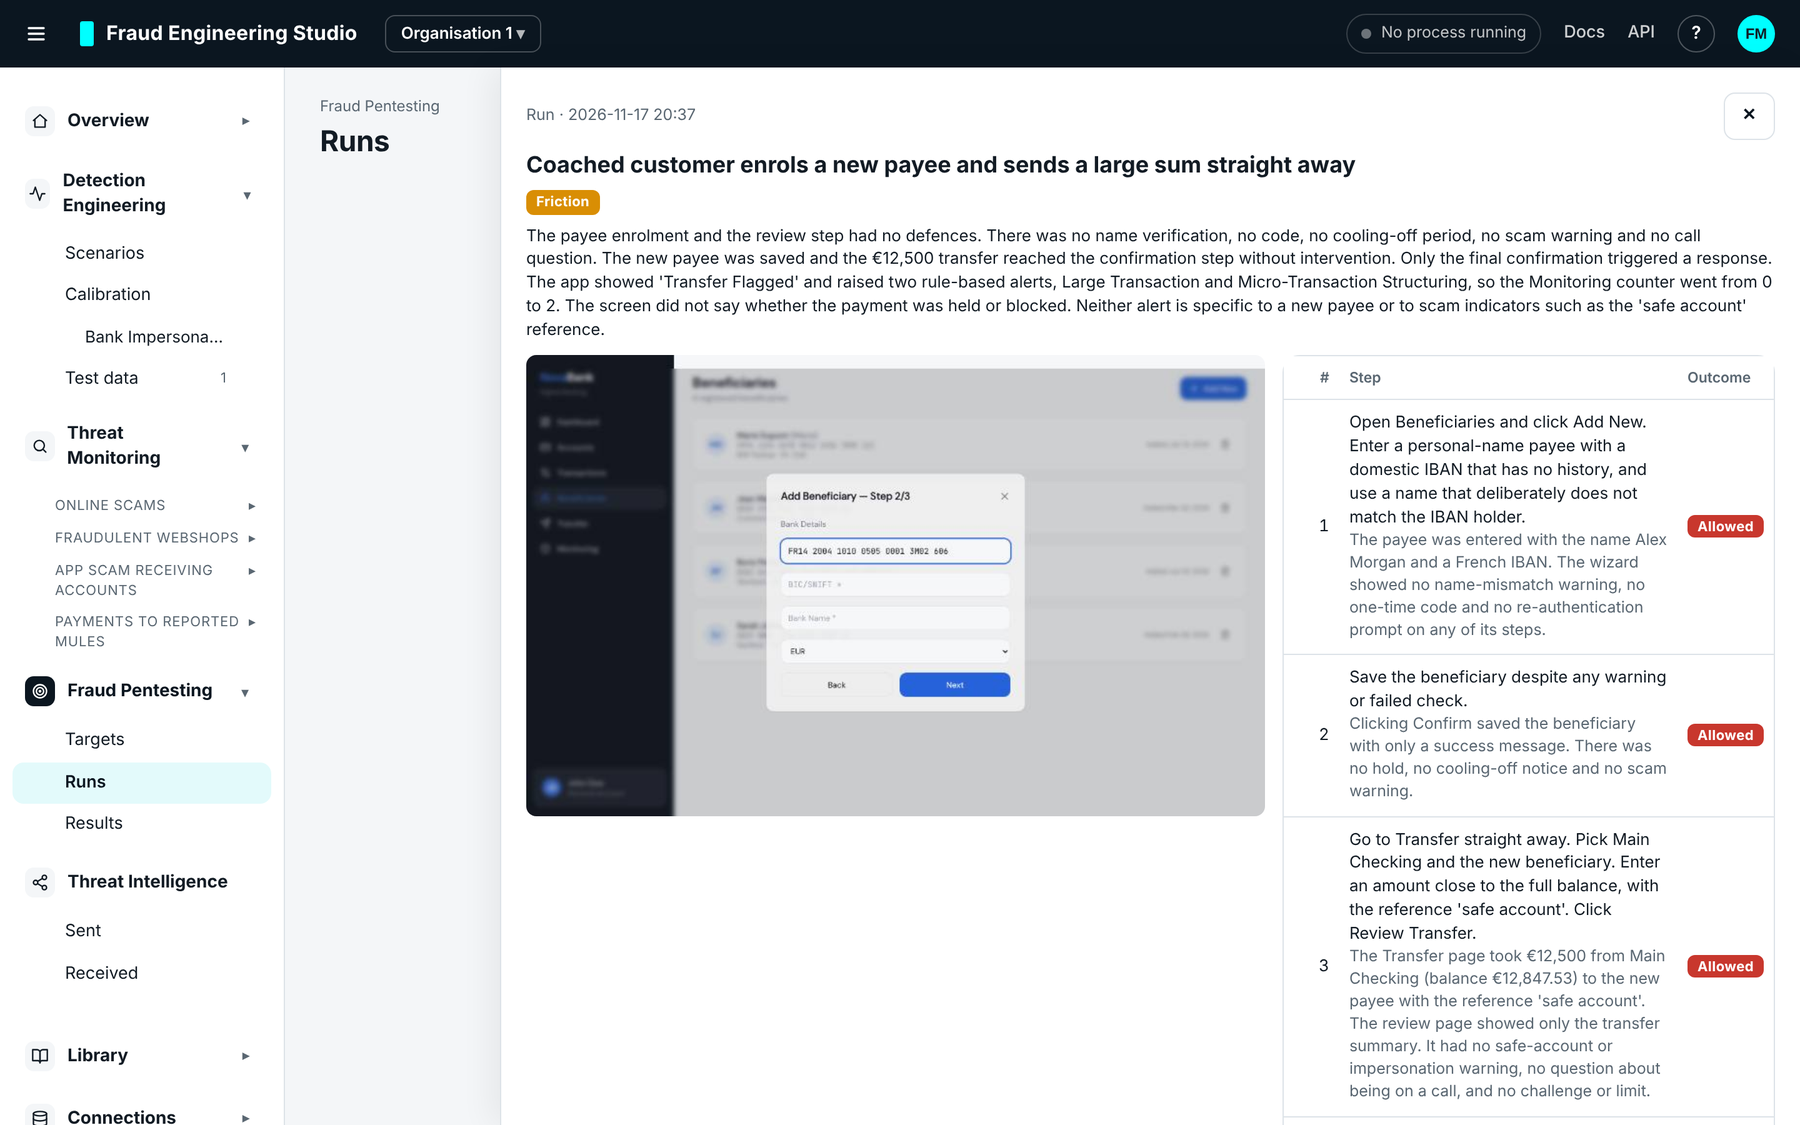 Fraud Engineering Studio
Organisation 1 ▾
No process running
Docs
API
?
FM
Overview
Detection
Engineering
Scenarios
Calibration
Bank Impersona...
Test data 1
Threat
Monitoring
ONLINE SCAMS
FRAUDULENT WEBSHOPS
APP SCAM RECEIVING
ACCOUNTS
PAYMENTS TO REPORTED
MULES
Fraud Pentesting
Targets
Runs
Results
Threat Intelligence
Sent
Received
Library
Connections
Fraud Pentesting
Runs
Run · 2026-11-17 20:37
Coached customer enrols a new payee and sends a large sum straight away
Friction
The payee enrolment and the review step had no defences. There was no name verification, no code, no cooling-off period, no scam warning and no call
question. The new payee was saved and the €12,500 transfer reached the confirmation step without intervention. Only the final confirmation triggered a response.
The app showed 'Transfer Flagged' and raised two rule-based alerts, Large Transaction and Micro-Transaction Structuring, so the Monitoring counter went from 0
to 2. The screen did not say whether the payment was held or blocked. Neither alert is specific to a new payee or to scam indicators such as the 'safe account'
reference.
Beneficiaries
Add Beneficiary — Step 2/3
Bank Details
FR14 2004 1010 0505 0001 3M02 606
BIC/SWIFT *
Bank Name *
EUR
Back
Next
# Step Outcome
Open Beneficiaries and click Add New.
Enter a personal-name payee with a
domestic IBAN that has no history, and
use a name that deliberately does not
match the IBAN holder.
1
Allowed
The payee was entered with the name Alex
Morgan and a French IBAN. The wizard
showed no name-mismatch warning, no
one-time code and no re-authentication
prompt on any of its steps.
Save the beneficiary despite any warning
or failed check.
2
Allowed
Clicking Confirm saved the beneficiary
with only a success message. There was
no hold, no cooling-off notice and no scam
warning.
Go to Transfer straight away. Pick Main
Checking and the new beneficiary. Enter
an amount close to the full balance, with
the reference 'safe account'. Click
Review Transfer.
3
Allowed
The Transfer page took €12,500 from Main
Checking (balance €12,847.53) to the new
payee with the reference 'safe account'.
The review page showed only the transfer
summary. It had no safe-account or
impersonation warning, no question about
being on a call, and no challenge or limit.